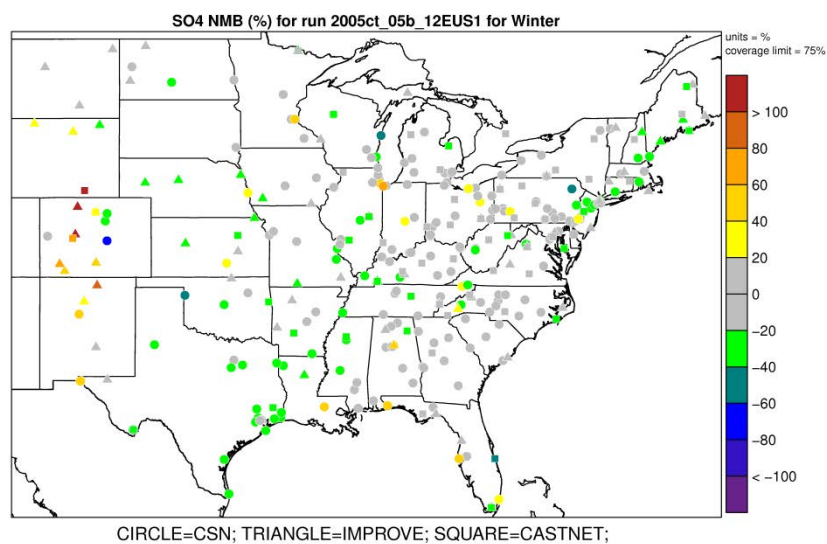 SO4 NMB (%) for run 2005ct_05b_12EUS1 for Winter
units = %
coverage limit = 75%
> 100
80
60
40
20
0
−20
−40
−60
−80
< −100
CIRCLE=CSN; TRIANGLE=IMPROVE; SQUARE=CASTNET;